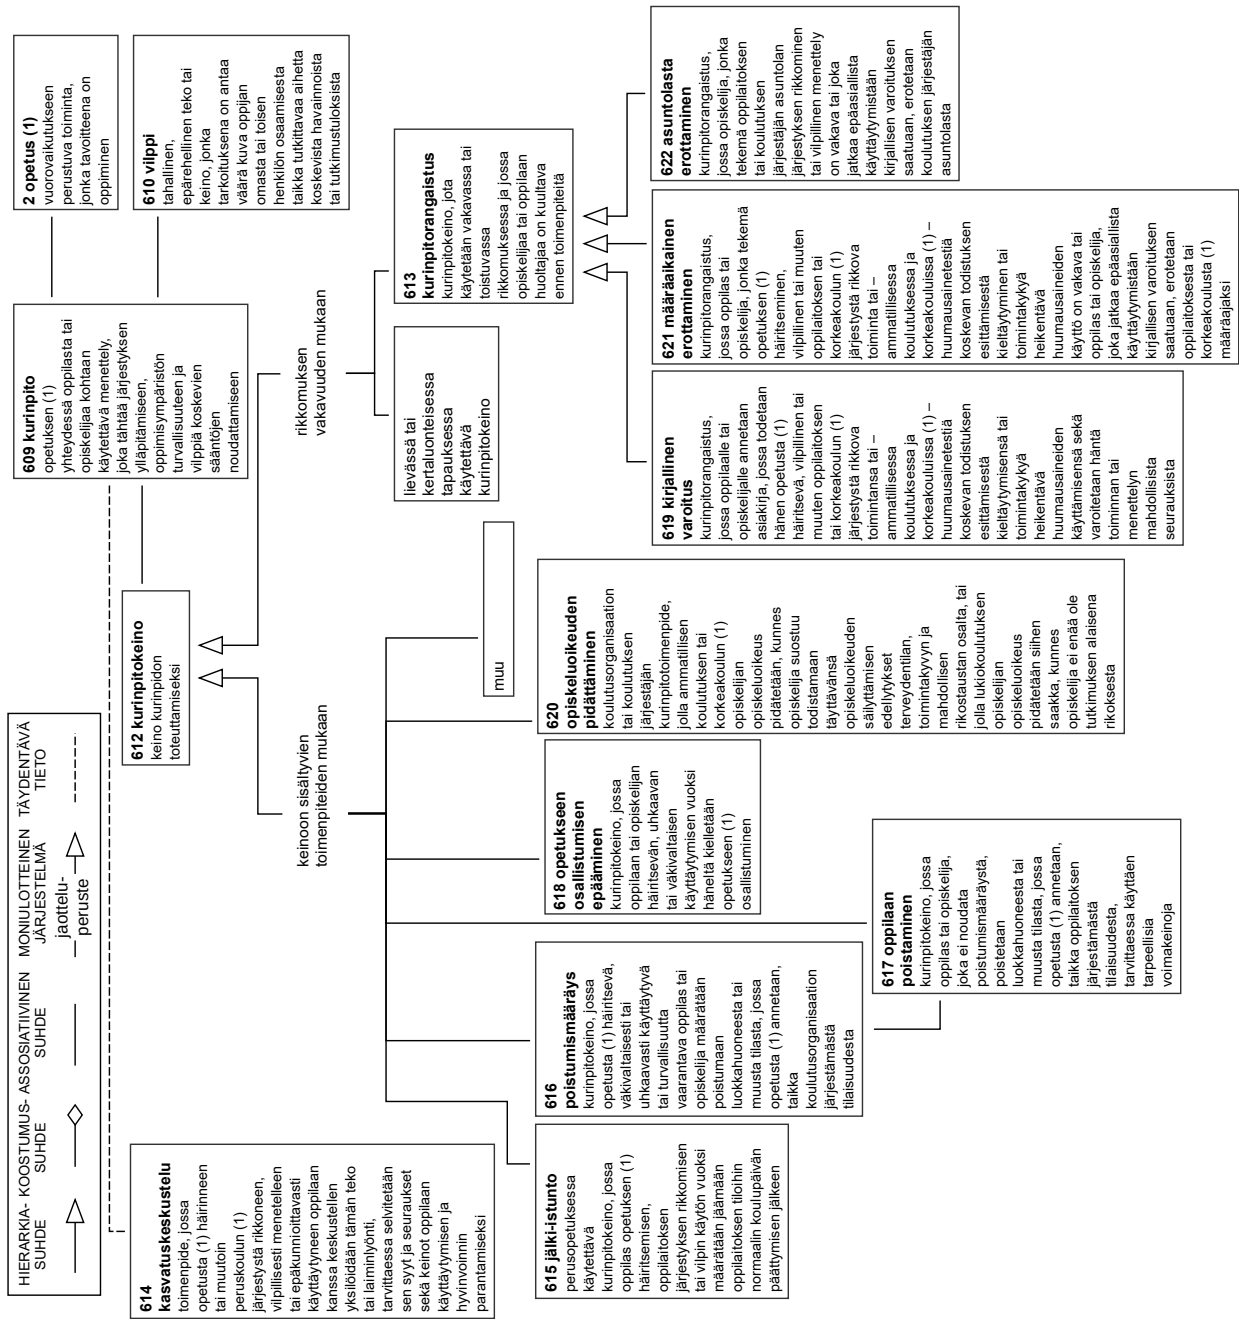 HIERARKIA-
SUHDE
KOOSTUMUS-
SUHDE
ASSOSIATIIVINEN
SUHDE
MONIULOTTEINEN
JÄRJESTELMÄ
jaottelu-
peruste
TÄYDENTÄVÄ
TIETO
2 opetus (1)
vuorovaikutukseen
perustuva toiminta,
jonka tavoitteena on
oppiminen
609 kurinpito
opetuksen (1)
yhteydessä oppilasta tai
opiskelijaa kohtaan
käytettävä menettely,
joka tähtää järjestyksen
ylläpitämiseen,
oppimisympäristön
turvallisuuteen ja
vilppiä koskevien
sääntöjen
noudattamiseen
610 vilppi
tahallinen,
epärehellinen teko tai
keino, jonka
tarkoituksena on antaa
väärä kuva oppijan
omasta tai toisen
henkilön osaamisesta
taikka tutkittavaa aihetta
koskevista havainnoista
tai tutkimustuloksista
612 kurinpitokeino
keino kurinpidon
toteuttamiseksi
614
kasvatuskeskustelu
toimenpide, jossa
opetusta (1) häirinneen
tai muutoin
peruskoulun (1)
järjestystä rikkoneen,
vilpillisesti menetelleen
tai epäkunnioittavasti
käyttäytyneen oppilaan
kanssa keskustellen
yksilöidään tämän teko
tai laiminlyönti,
tarvittaessa selvitetään
sen syyt ja seuraukset
sekä keinot oppilaan
käyttäytymisen ja
hyvinvoinnin
parantamiseksi
keinoon sisältyvien
toimenpiteiden mukaan
rikkomuksen
vakavuuden mukaan
lievässä tai
kertaluonteisessa
tapauksessa
käytettävä
kurinpitokeino
613
kurinpitorangaistus
kurinpitokeino, jota
käytetään vakavassa tai
toistuvassa
rikkomuksessa ja jossa
opiskelijaa tai oppilaan
huoltajaa on kuultava
ennen toimenpiteitä
615 jälki-istunto
perusopetuksessa
käytettävä
kurinpitokeino, jossa
oppilas opetuksen (1)
häiritsemisen,
oppilaitoksen
järjestyksen rikkomisen
tai vilpin käytön vuoksi
määrätään jäämään
oppilaitoksen tiloihin
normaalin koulupäivän
päättymisen jälkeen
616
poistumismääräys
kurinpitokeino, jossa
opetusta (1) häiritsevä,
väkivaltaisesti tai
uhkaavasti käyttäytyvä
tai turvallisuutta
vaarantava oppilas tai
opiskelija määrätään
poistumaan
luokkahuoneesta tai
muusta tilasta, jossa
opetusta (1) annetaan,
taikka
koulutusorganisaation
järjestämästä
tilaisuudesta
617 oppilaan
poistaminen
kurinpitokeino, jossa
oppilas tai opiskelija,
joka ei noudata
poistumismääräystä,
poistetaan
luokkahuoneesta tai
muusta tilasta, jossa
opetusta (1) annetaan,
taikka oppilaitoksen
järjestämästä
tilaisuudesta,
tarvittaessa käyttäen
tarpeellisia
voimakeinoja
618 opetukseen
osallistumisen
epääminen
kurinpitokeino, jossa
oppilaan tai opiskelijan
häiritsevän, uhkaavan
tai väkivaltaisen
käyttäytymisen vuoksi
häneltä kielletään
opetukseen (1)
osallistuminen
620
opiskeluoikeuden
pidättäminen
koulutusorganisaation
tai koulutuksen
järjestäjän
kurinpitotoimenpide,
jolla ammatillisen
koulutuksen tai
korkeakoulun (1)
opiskelijan
opiskeluoikeus
pidätetään, kunnes
opiskelija suostuu
todistamaan
täyttävänsä
opiskeluoikeuden
säilyttämisen
edellytykset
terveydentilan,
toimintakyvyn ja
mahdollisen
rikostaustan osalta, tai
jolla lukiokoulutuksen
opiskelijan
opiskeluoikeus
pidätetään siihen
saakka, kunnes
opiskelija ei enää ole
tutkimuksen alaisena
rikoksesta
muu
619 kirjallinen
varoitus
kurinpitorangaistus,
jossa oppilaalle tai
opiskelijalle annetaan
asiakirja, jossa todetaan
hänen opetusta (1)
häiritsevä, vilpillinen tai
muuten oppilaitoksen
tai korkeakoulun (1)
järjestystä rikkova
toimintansa tai –
ammatillisessa
koulutuksessa ja
korkeakouluissa (1) –
huumausainetestiä
koskevan todistuksen
esittämisestä
kieltäytymisensä tai
toimintakykyä
heikentävä
huumausaineiden
käyttämisensä sekä
varoitetaan häntä
toiminnan tai
menettelyn
mahdollisista
seurauksista
621 määräaikainen
erottaminen
kurinpitorangaistus,
jossa oppilas tai
opiskelija, jonka tekemä
opetuksen (1)
häiritseminen,
vilpillinen tai muuten
oppilaitoksen tai
korkeakoulun (1)
järjestystä rikkova
toiminta tai –
ammatillisessa
koulutuksessa ja
korkeakouluissa (1) –
huumausainetestiä
koskevan todistuksen
esittämisestä
kieltäytyminen tai
toimintakykyä
heikentävä
huumausaineiden
käyttö on vakava tai
oppilas tai opiskelija,
joka jatkaa epäasiallista
käyttäytymistään
kirjallisen varoituksen
saatuaan, erotetaan
oppilaitoksesta tai
korkeakoulusta (1)
määräajaksi
622 asuntolasta
erottaminen
kurinpitorangaistus,
jossa opiskelija, jonka
tekemä oppilaitoksen
tai koulutuksen
järjestäjän asuntolan
järjestyksen rikkominen
tai vilpillinen menettely
on vakava tai joka
jatkaa epäasiallista
käyttäytymistään
kirjallisen varoituksen
saatuaan, erotetaan
koulutuksen järjestäjän
asuntolasta